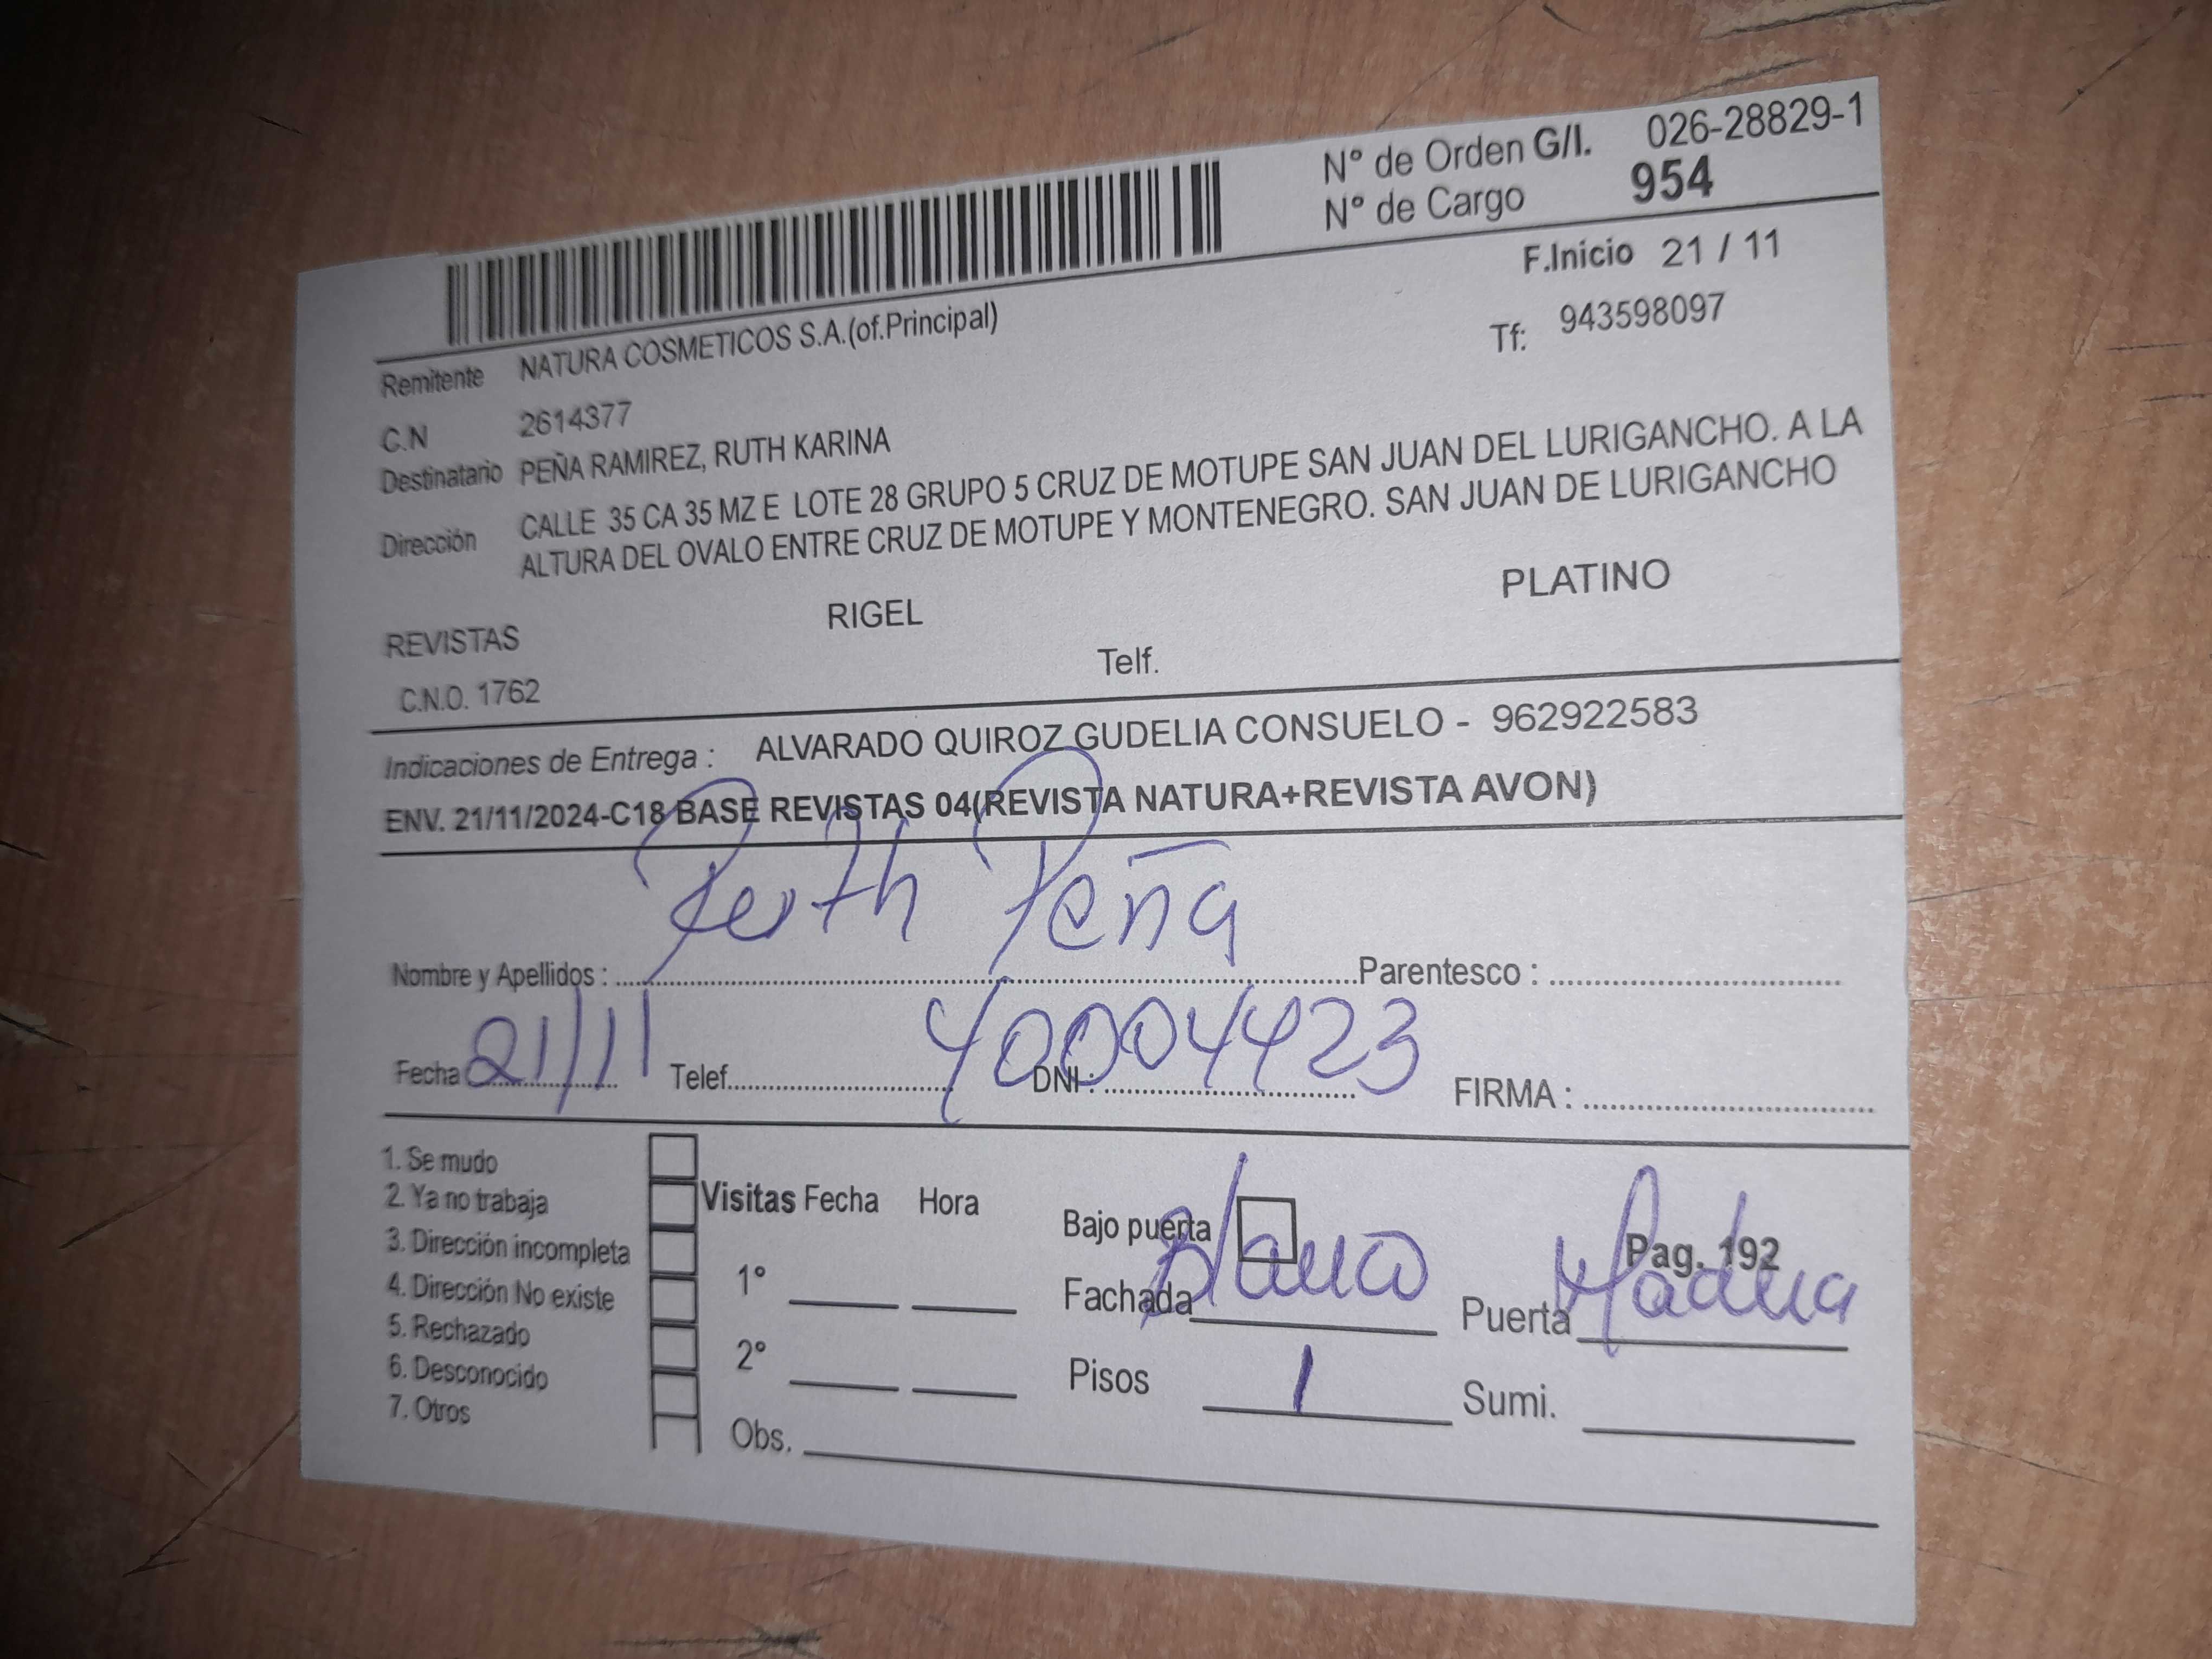 N° de Orden G/I. 026-28829-1
N° de Cargo 954
F.Inicio 21 / 11
Remitente NATURA COSMETICOS S.A.(of.Principal)
Tf: 943598097
C.N 2614377
Destinatario PEÑA RAMIREZ, RUTH KARINA
Dirección CALLE 35 CA 35 MZ E LOTE 28 GRUPO 5 CRUZ DE MOTUPE SAN JUAN DEL LURIGANCHO. A LA
ALTURA DEL OVALO ENTRE CRUZ DE MOTUPE Y MONTENEGRO. SAN JUAN DE LURIGANCHO
REVISTAS RIGEL PLATINO
C.N.O. 1762 Telf.
Indicaciones de Entrega : ALVARADO QUIROZ GUDELIA CONSUELO - 962922583
ENV. 21/11/2024-C18 BASE REVISTAS 04(REVISTA NATURA+REVISTA AVON)
Nombre y Apellidos : Ruth Peña Parentesco :
Fecha 21/11 Telef. DNI : 40004423 FIRMA :
1. Se mudo
2. Ya no trabaja
3. Dirección incompleta
4. Dirección No existe
5. Rechazado
6. Desconocido
7. Otros
Visitas Fecha Hora
1°
2°
Obs.
Bajo puerta
Pag. 192
Fachada blanco Puerta Madera
Pisos 1 Sumi.